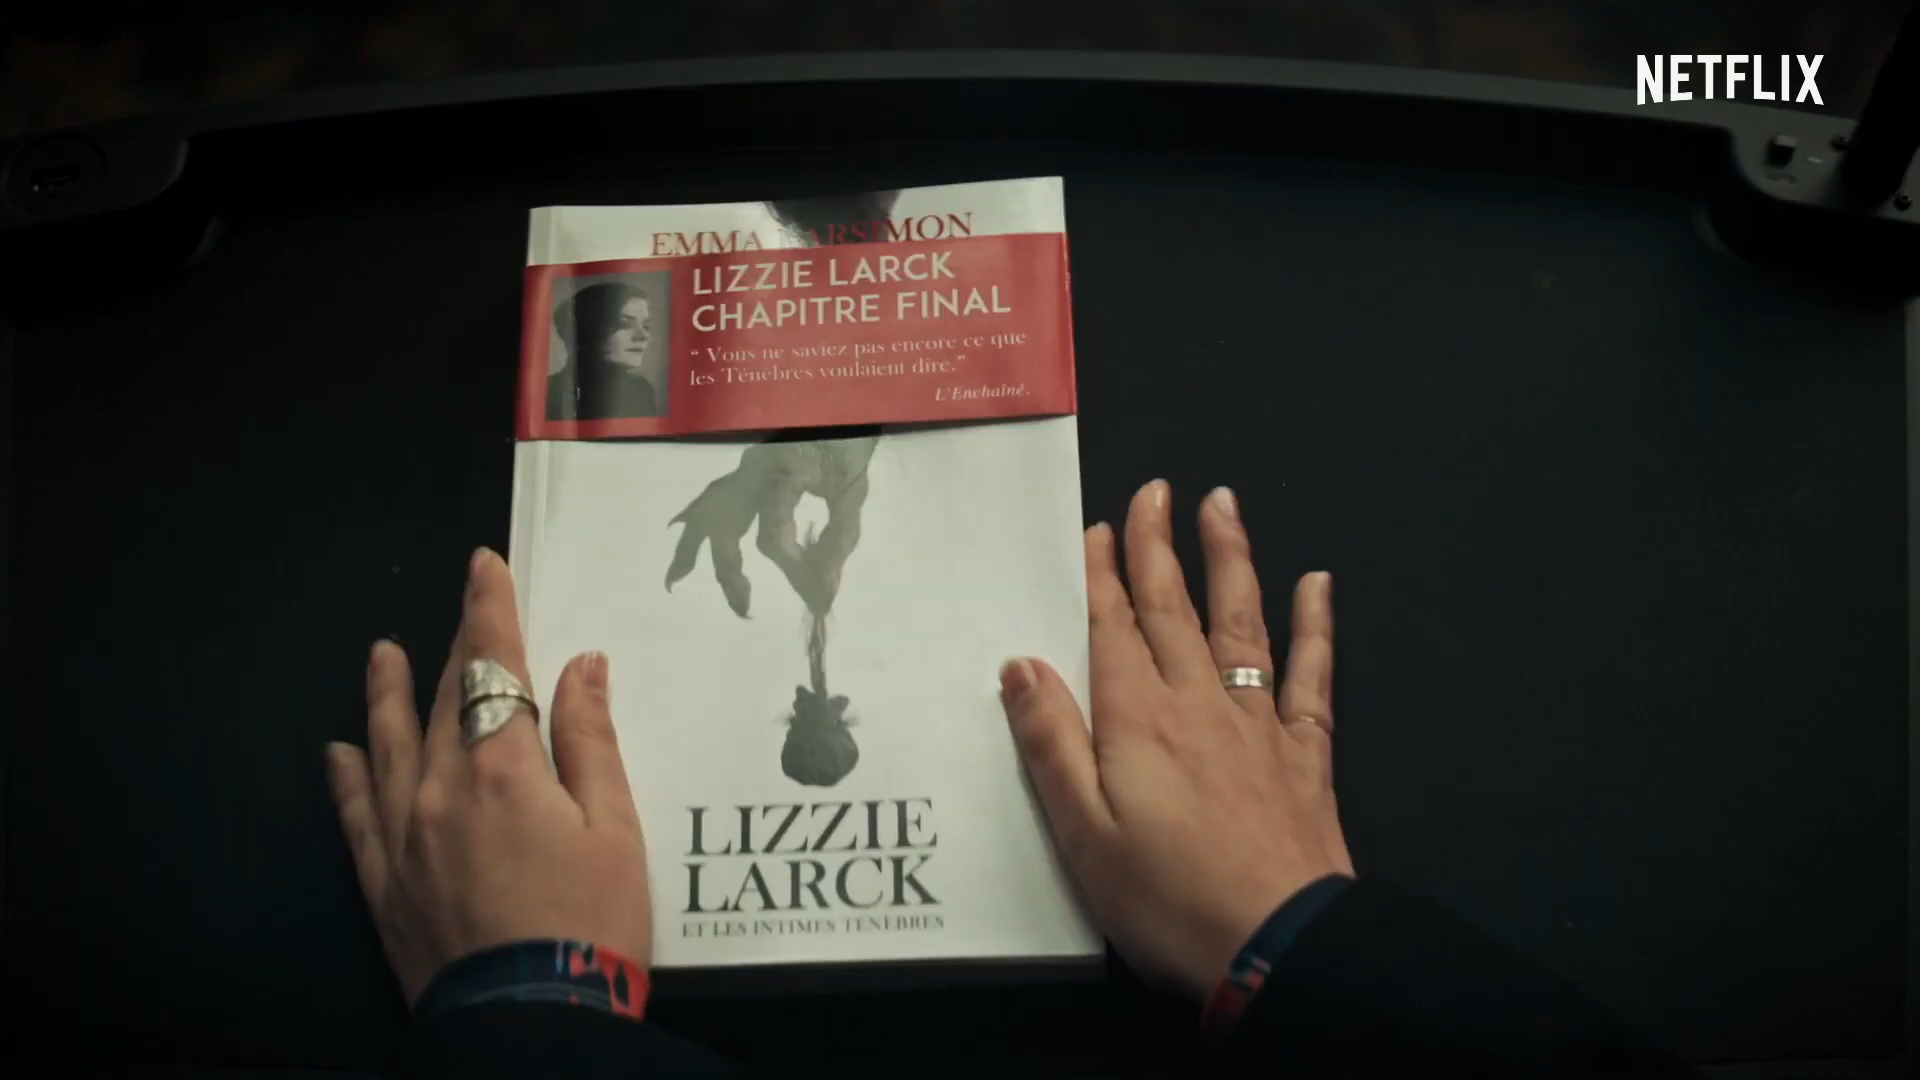 NETFLIX
EMMA LARSIMON
LIZZIE LARCK
CHAPITRE FINAL
“ Vous ne saviez pas encore ce que
les Ténèbres voulaient dire.”
L'Enchaîné.
LIZZIE
LARCK
ET LES INTIMES TÉNÈBRES